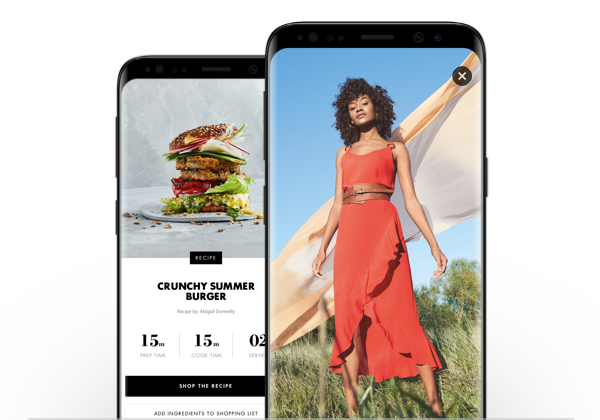 RECIPE
CRUNCHY SUMMER
BURGER
Recipe by: Abigail Donnelly
15m 15m 02
PREP TIME COOK TIME SERVE
SHOP THE RECIPE
ADD INGREDIENTS TO SHOPPING LIST